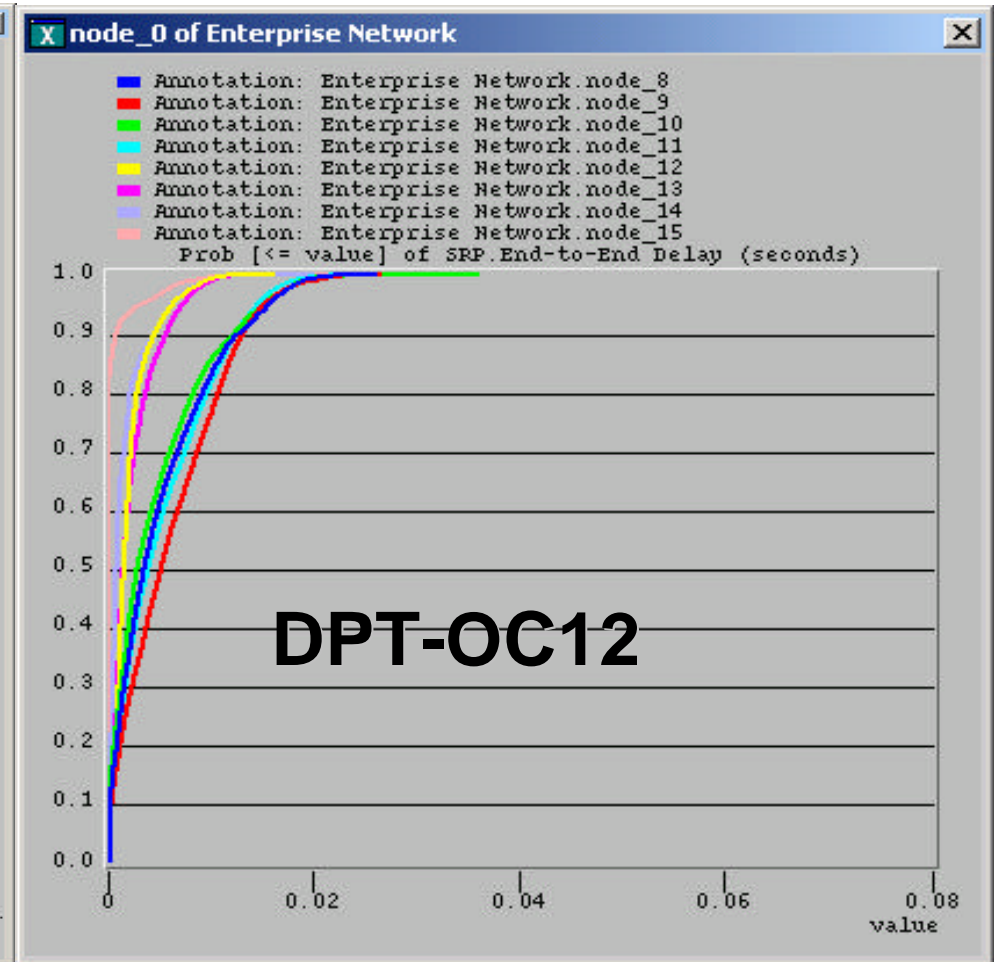 X node_0 of Enterprise Network
Annotation: Enterprise Network.node_8
Annotation: Enterprise Network.node_9
Annotation: Enterprise Network.node_10
Annotation: Enterprise Network.node_11
Annotation: Enterprise Network.node_12
Annotation: Enterprise Network.node_13
Annotation: Enterprise Network.node_14
Annotation: Enterprise Network.node_15
Prob [<= value] of SRP.End-to-End Delay (seconds)
1.0
0.9
0.8
0.7
0.6
0.5
0.4
DPT-OC12
0.3
0.2
0.1
0.0
0 0.02 0.04 0.06 0.08
value